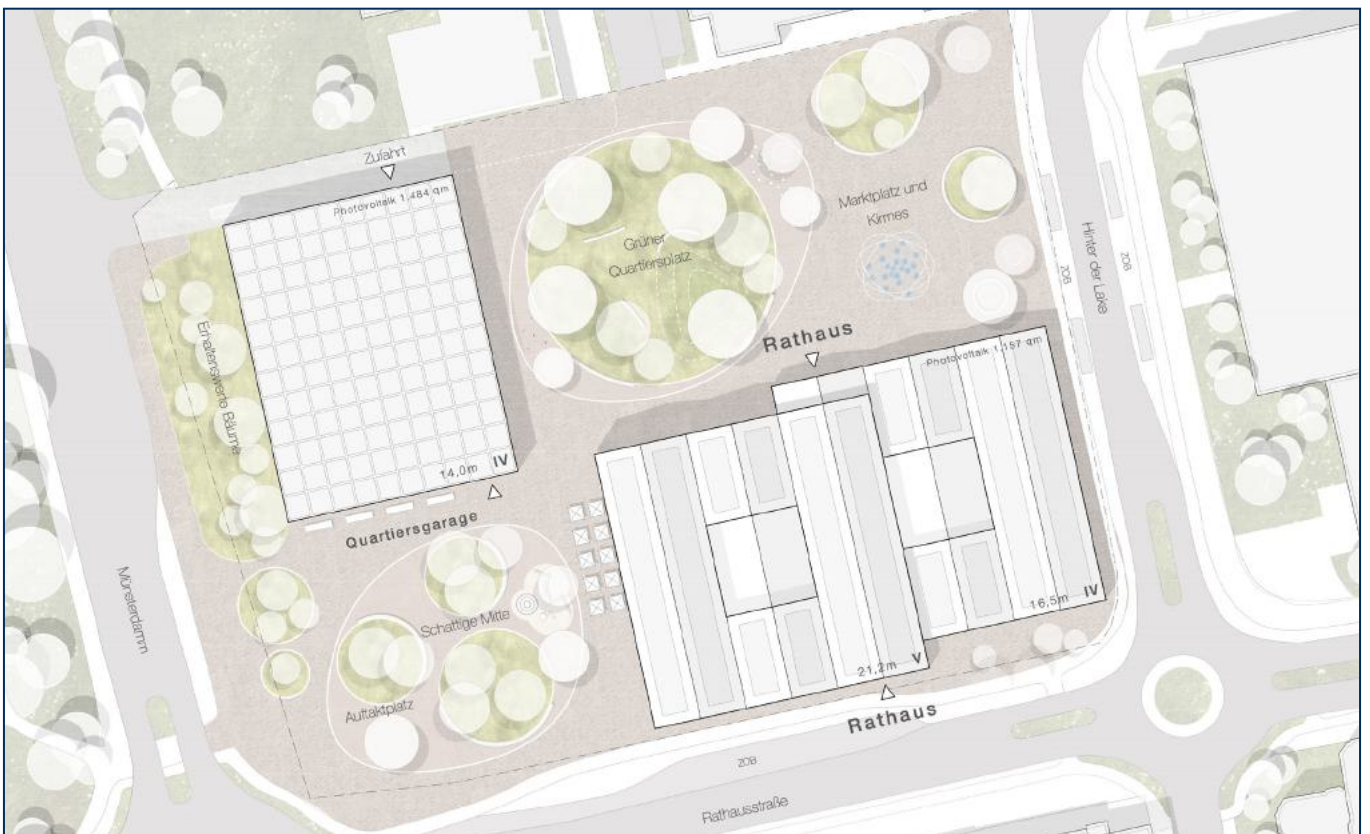 Zufahrt
Photovoltaik 1.484 qm
Marktplatz und
Kirmes
Grüner
Quartiersplatz
Hinter der Lake
ZOB
ZOB
Erhaltenswerte Bäume
Rathaus
Photovoltaik 1.157 qm
14,0m IV
Quartiersgarage
Münsterdamm
Schattige Mitte
Auftaktplatz
16,5m IV
21,2m V
Rathaus
ZOB
Rathausstraße